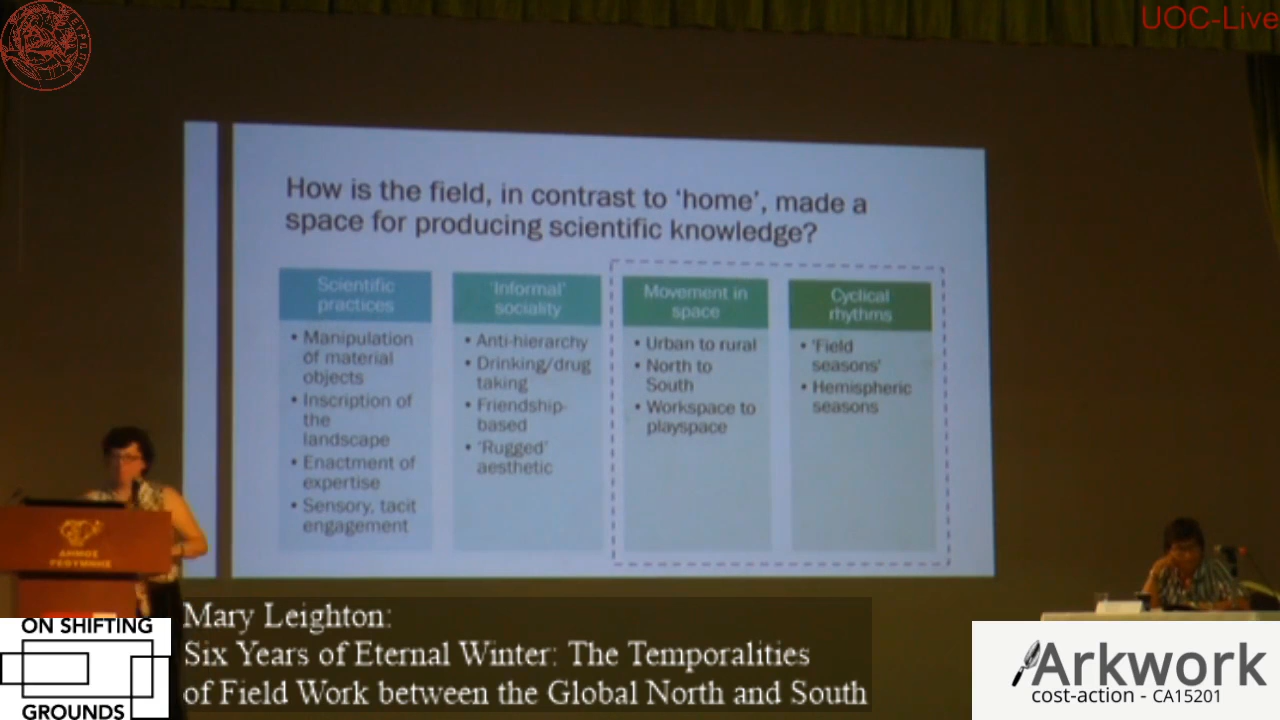 UOC-Live
How is the field, in contrast to ‘home’, made a
space for producing scientific knowledge?
Scientific
practices
• Manipulation
of material
objects
• Inscription of
the
landscape
• Enactment of
expertise
• Sensory, tacit
engagement
‘Informal’
sociality
• Anti-hierarchy
• Drinking/drug
taking
• Friendship-
based
• ‘Rugged’
aesthetic
Movement in
space
• Urban to rural
• North to
South
• Workspace to
playspace
Cyclical
rhythms
• ‘Field
seasons’
• Hemispheric
seasons
ΔΗΜΟΣ
ΡΕΘΥΜΝΗΣ
ON SHIFTING
GROUNDS
Mary Leighton:
Six Years of Eternal Winter: The Temporalities
of Field Work between the Global North and South
Arkwork
cost-action - CA15201